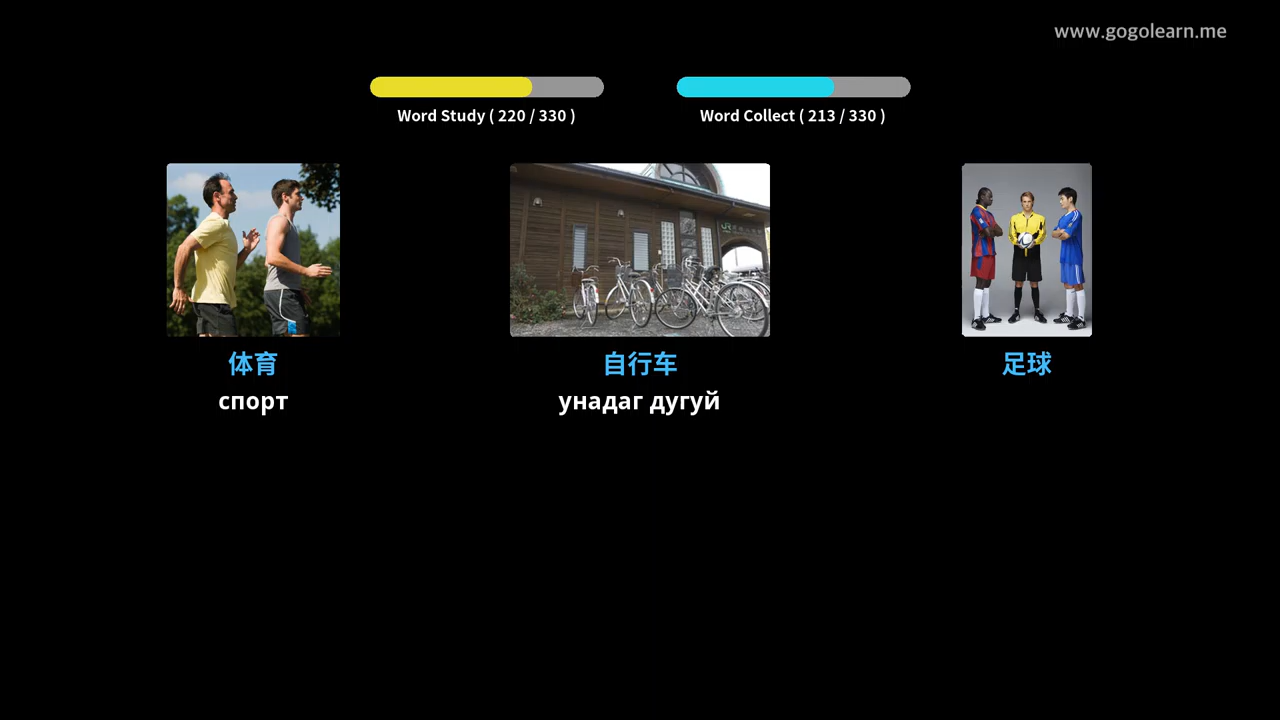 www.gogolearn.me
Word Study ( 220 / 330 )
Word Collect ( 213 / 330 )
体育
自行车
足球
спорт
унадаг дугуй